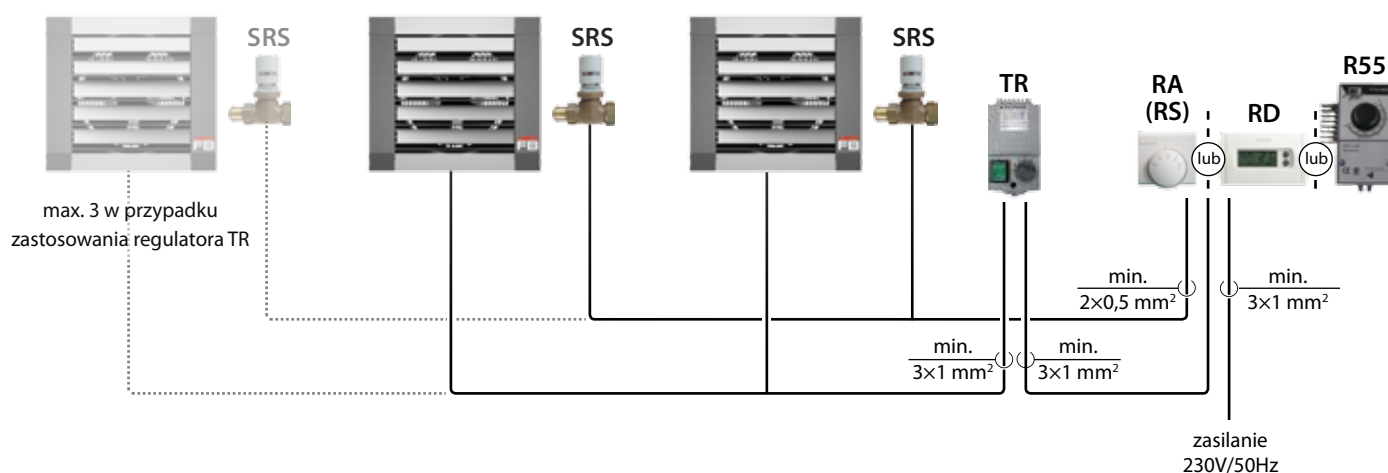 SRS
SRS
SRS
TR
RA
(RS)
RD
R55
lub
lub
max. 3 w przypadku
zastosowania regulatora TR
min.
2×0,5 mm²
min.
3×1 mm²
min.
3×1 mm²
min.
3×1 mm²
zasilanie
230V/50Hz